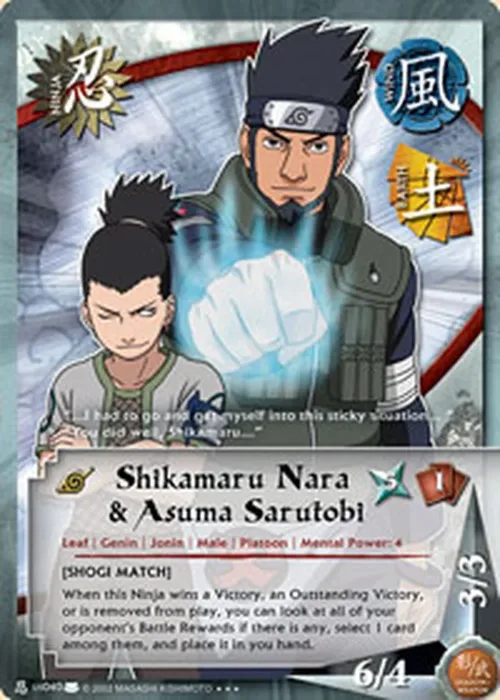 忍
NINJA
風
WIND
土
EARTH
"...I had to go and get myself into this sticky situation..."
"You did well, Shikamaru...."
Shikamaru Nara
& Asuma Sarutobi
5
1
Leaf | Genin | Jonin | Male | Platoon | Mental Power: 4
[SHOGI MATCH]
When this Ninja wins a Victory, an Outstanding Victory,
or is removed from play, you can look at all of your
opponent's Battle Rewards if there is any, select 1 card
among them, and place it in you hand.
3/3
6/4
© 2002 MASASHI KISHIMOTO